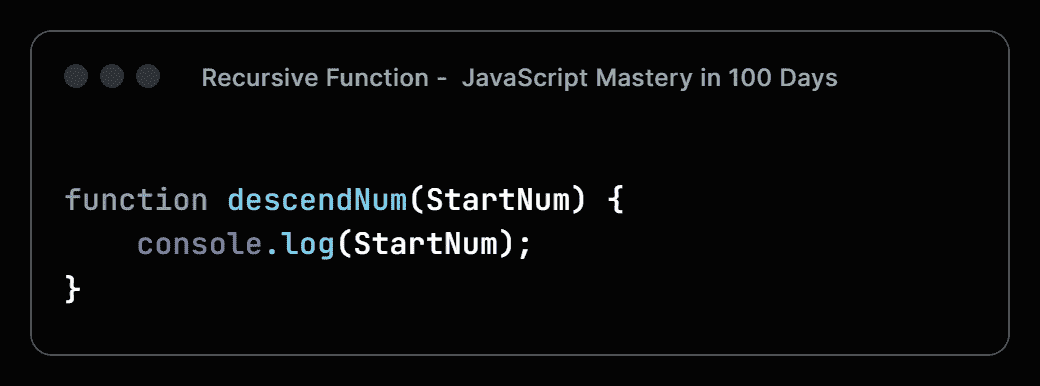 Recursive Function -  JavaScript Mastery in 100 Days
function descendNum(StartNum) {
    console.log(StartNum);
}